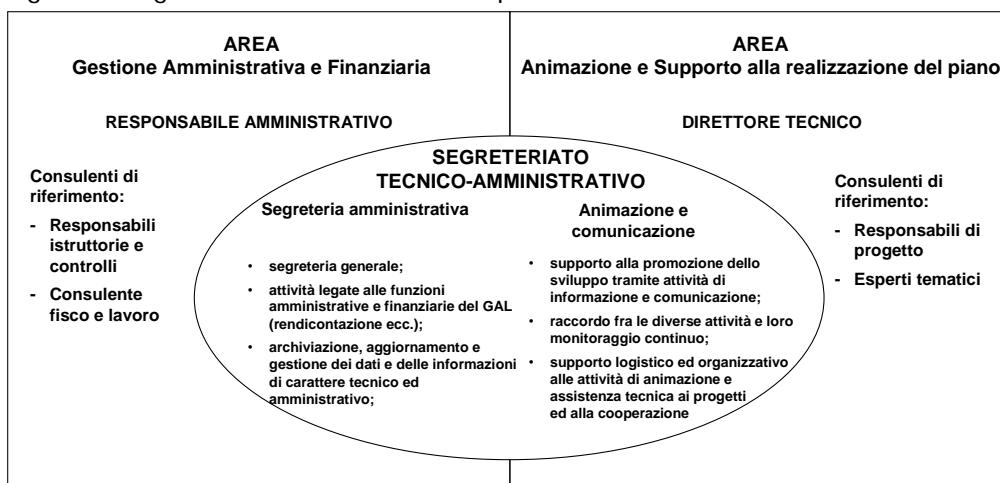 AREA
Gestione Amministrativa e Finanziaria
RESPONSABILE AMMINISTRATIVO
AREA
Animazione e Supporto alla realizzazione del piano
DIRETTORE TECNICO
Consulenti di
riferimento:
- Responsabili
istruttorie e
controlli
- Consulente
fisco e lavoro
SEGRETERIATO
TECNICO-AMMINISTRATIVO
Segreteria amministrativa
• segreteria generale;
• attività legate alle funzioni
amministrative e finanziarie del GAL
(rendicontazione ecc.);
• archiviazione, aggiornamento e
gestione dei dati e delle informazioni
di carattere tecnico ed
amministrativo;
Animazione e
comunicazione
• supporto alla promozione dello
sviluppo tramite attività di
informazione e comunicazione;
• raccordo fra le diverse attività e loro
monitoraggio continuo;
• supporto logistico ed organizzativo
alle attività di animazione e
assistenza tecnica ai progetti
ed alla cooperazione
Consulenti di
riferimento:
- Responsabili di
progetto
- Esperti tematici